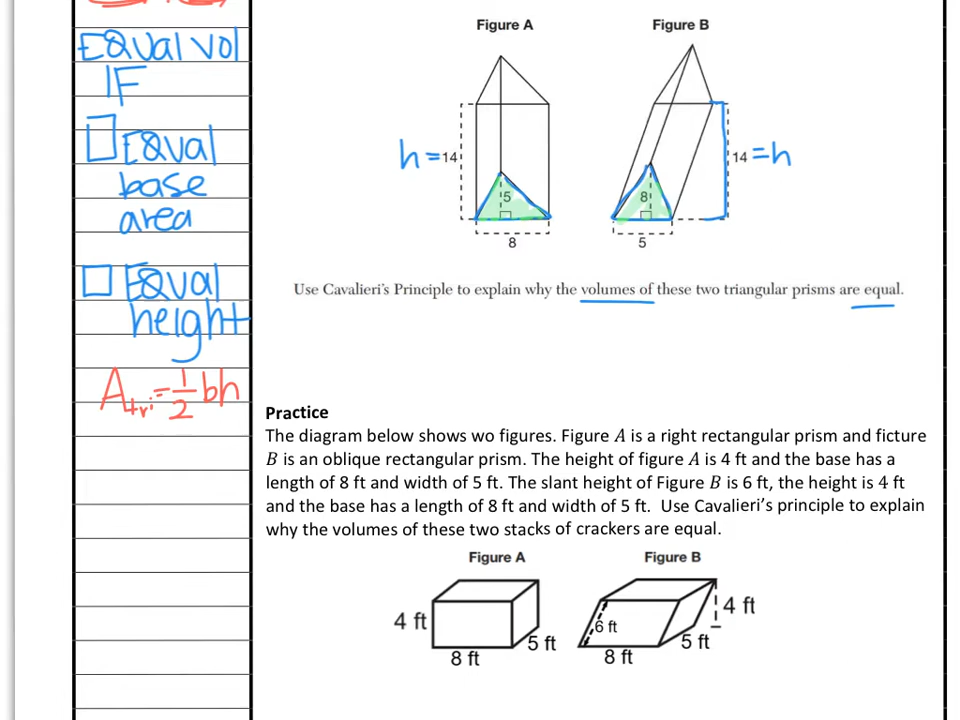 EQUAL VOL
IF
EQUAL
base
area
EQUAL
height
A tri = 1/2 bh
Figure A
Figure B
h = 14
5
8
14 = h
8
5
Use Cavalieri's Principle to explain why the volumes of these two triangular prisms are equal.
Practice
The diagram below shows wo figures. Figure A is a right rectangular prism and ficture
B is an oblique rectangular prism. The height of figure A is 4 ft and the base has a
length of 8 ft and width of 5 ft. The slant height of Figure B is 6 ft, the height is 4 ft
and the base has a length of 8 ft and width of 5 ft. Use Cavalieri's principle to explain
why the volumes of these two stacks of crackers are equal.
Figure A
Figure B
4 ft
5 ft
8 ft
6 ft
4 ft
5 ft
8 ft